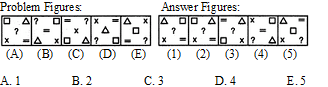 Problem Figures: Answer Figures:
? ? ? ? ? ? ? ? ? ?
x = ? = x ?
(A) (B) (C) (D) (E) (1) (2) (3) (4) (5)
A. 1 B. 2 C. 3 D. 4 E. 5